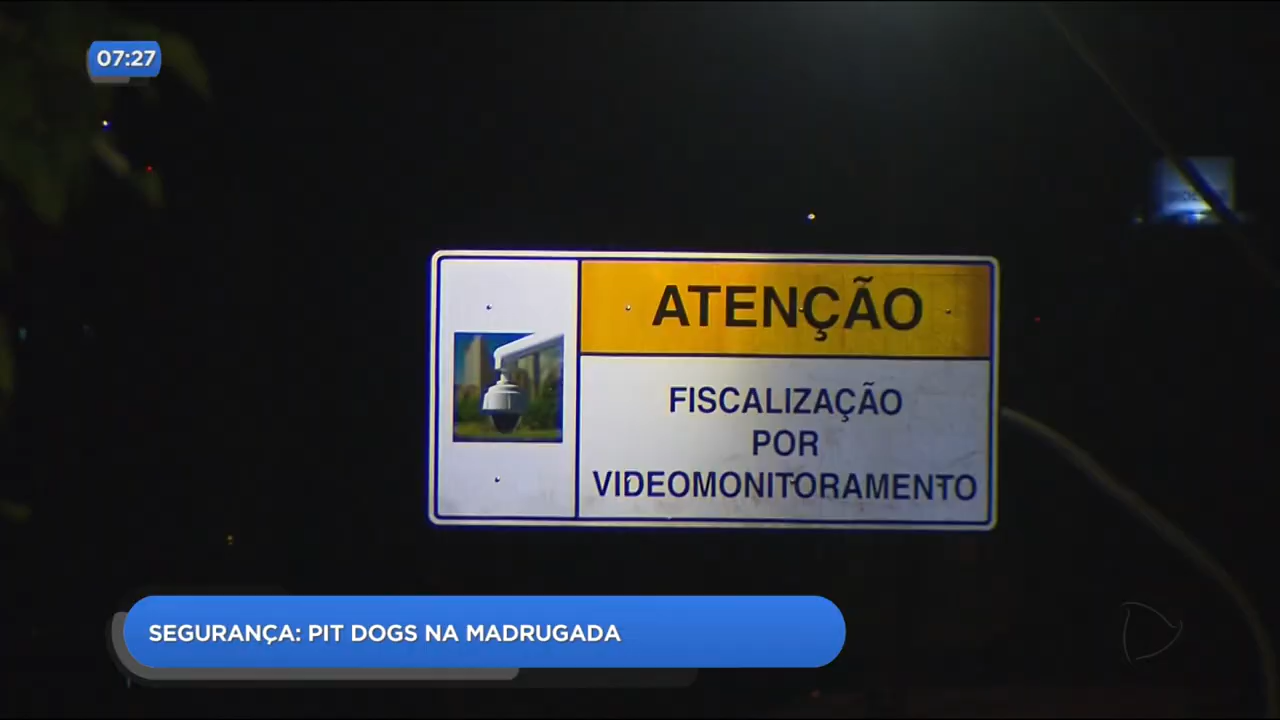 07:27
ATENÇÃO
FISCALIZAÇÃO
POR
VIDEOMONITORAMENTO
SEGURANÇA: PIT DOGS NA MADRUGADA